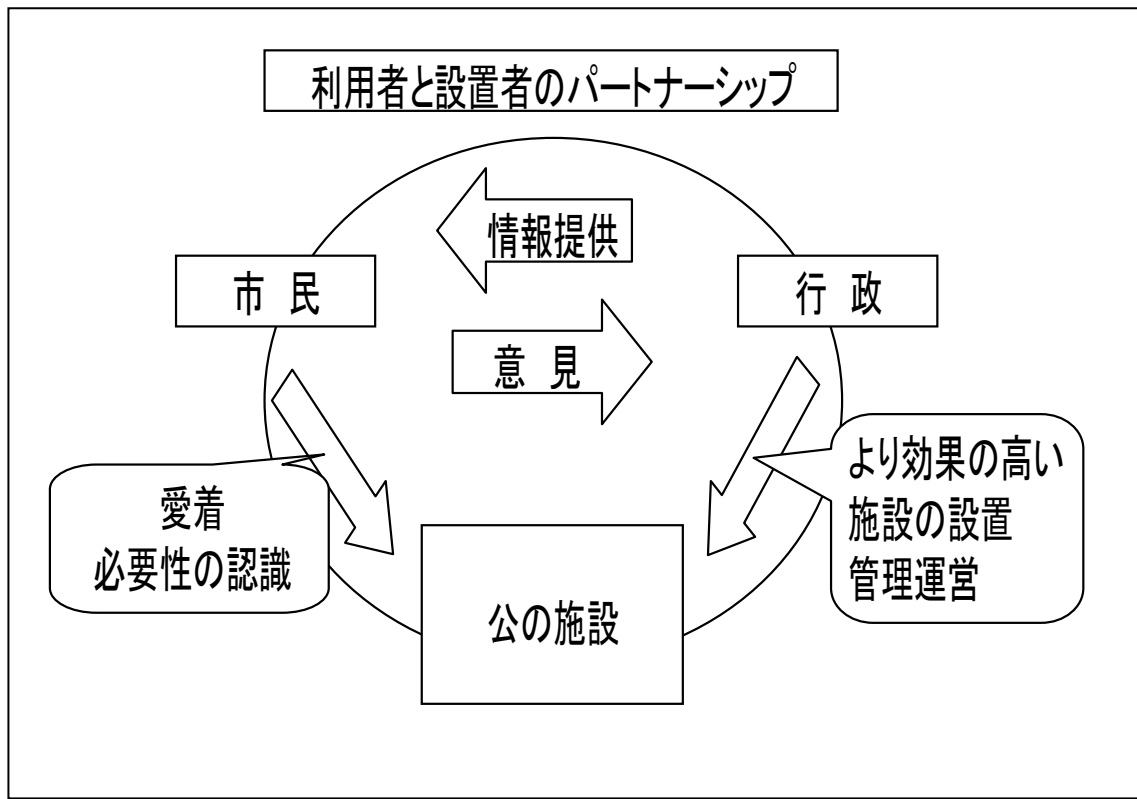 利用者と設置者のパートナーシップ
情報提供
市 民
行 政
意 見
愛着
必要性の認識
より効果の高い
施設の設置
管理運営
公の施設